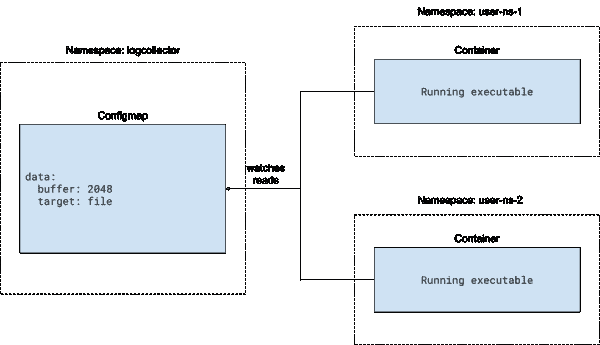 Namespace: user-ns-1
Namespace: logcollector
Container
Running executable
Configmap
data:
  buffer: 2048
  target: file
watches
reads
Namespace: user-ns-2
Container
Running executable